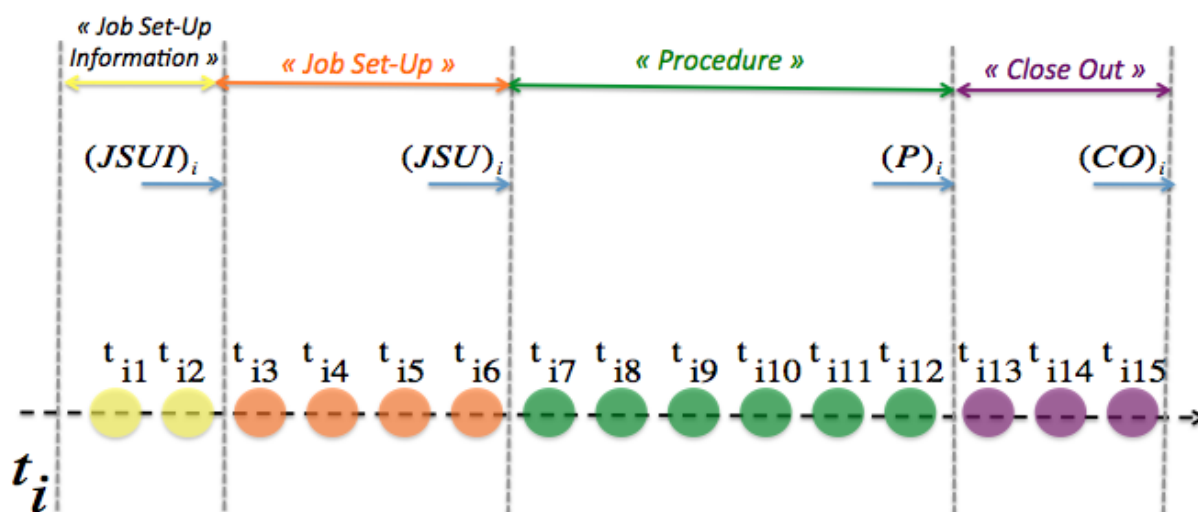 « Job Set-Up
Information »
« Job Set-Up »
« Procedure »
« Close Out »
(JSUI)i
(JSU)i
(P)i
(CO)i
t i1
t i2
t i3
t i4
t i5
t i6
t i7
t i8
t i9
t i10
t i11
t i12
t i13
t i14
t i15
t i